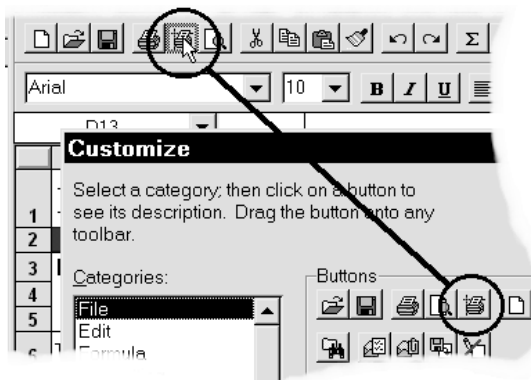 Σ
Arial 10 B I U
D13
Customize
Select a category; then click on a button to
see its description. Drag the button onto any
toolbar.
1
2
3
4
5
Categories:
Buttons
File
Edit
Formula